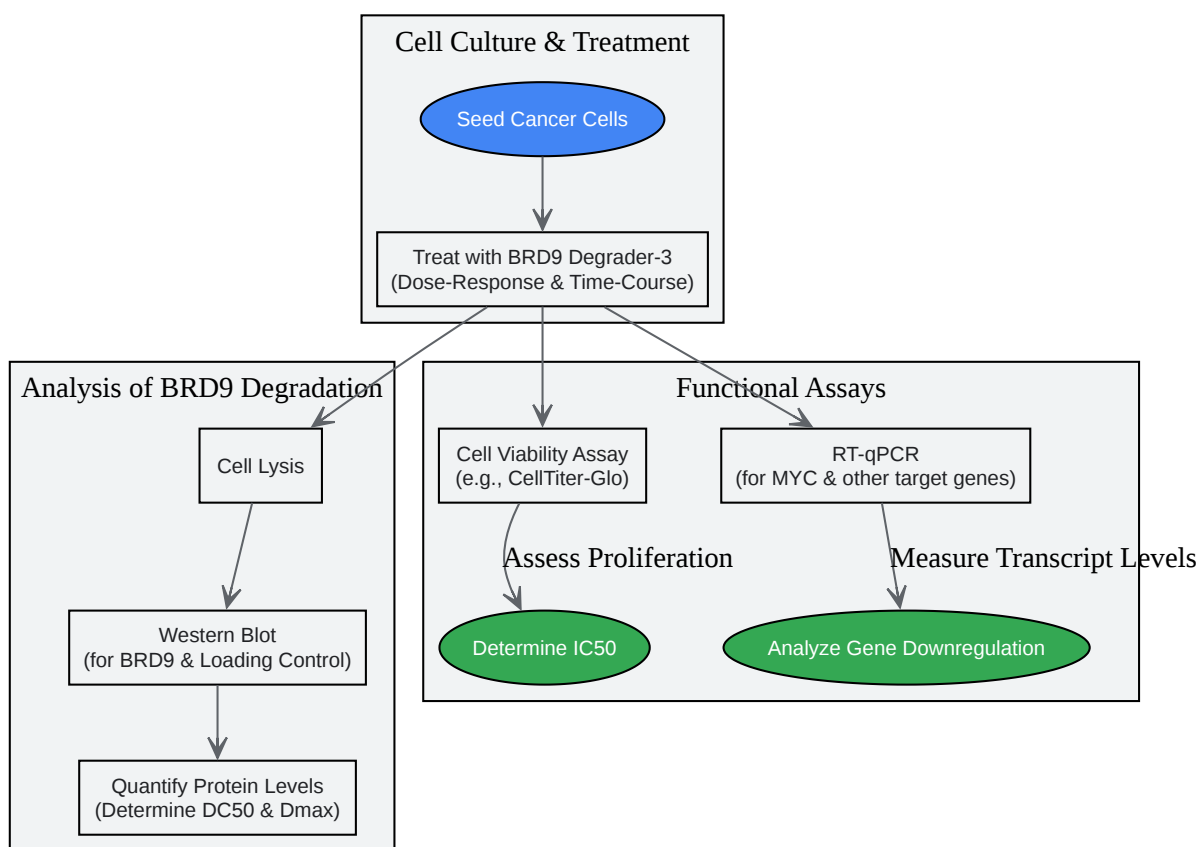 Cell Culture & Treatment
Seed Cancer Cells
Treat with BRD9 Degrader-3
(Dose-Response & Time-Course)
Analysis of BRD9 Degradation
Cell Lysis
Western Blot
(for BRD9 & Loading Control)
Quantify Protein Levels
(Determine DC50 & Dmax)
Functional Assays
Cell Viability Assay
(e.g., CellTiter-Glo)
Assess Proliferation
Determine IC50
RT-qPCR
(for MYC & other target genes)
Measure Transcript Levels
Analyze Gene Downregulation